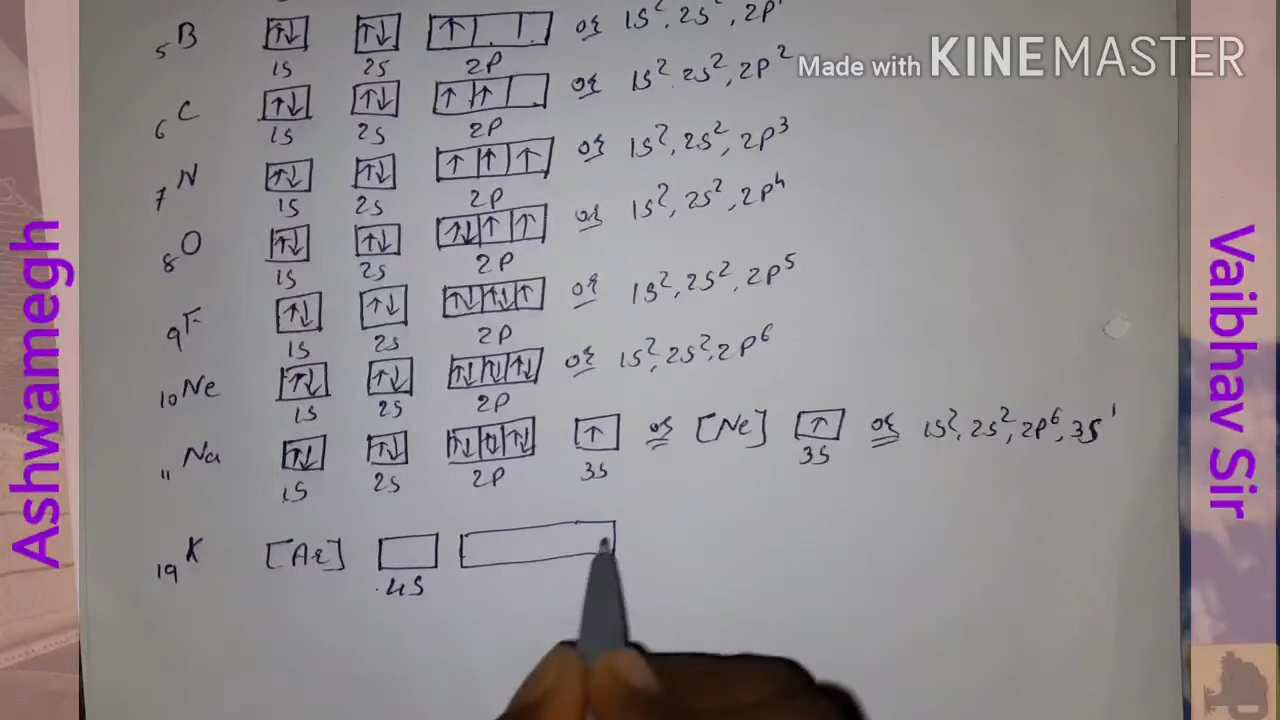 Made with KINEMASTER
Ashwamegh
Vaibhav Sir
5B ↑↓ ↑↓ ↑ or 1S², 2S², 2P¹
1S 2S 2P
6C ↑↓ ↑↓ ↑ ↑ or 1S² 2S², 2P²
1S 2S 2P
7N ↑↓ ↑↓ ↑ ↑ ↑ or 1S², 2S², 2P³
1S 2S 2P
8O ↑↓ ↑↓ ↑↓ ↑ ↑ or 1S², 2S², 2P⁴
1S 2S 2P
9F ↑↓ ↑↓ ↑↓ ↑↓ ↑ or 1S², 2S², 2P⁵
1S 2S 2P
10Ne ↑↓ ↑↓ ↑↓ ↑↓ ↑↓ or 1S², 2S², 2P⁶
1S 2S 2P
11Na ↑↓ ↑↓ ↑↓ ↑↓ ↑↓ ↑ or [Ne] ↑ or 1S², 2S², 2P⁶, 3S¹
1S 2S 2P 3S 3S
19K [Ar]
4S